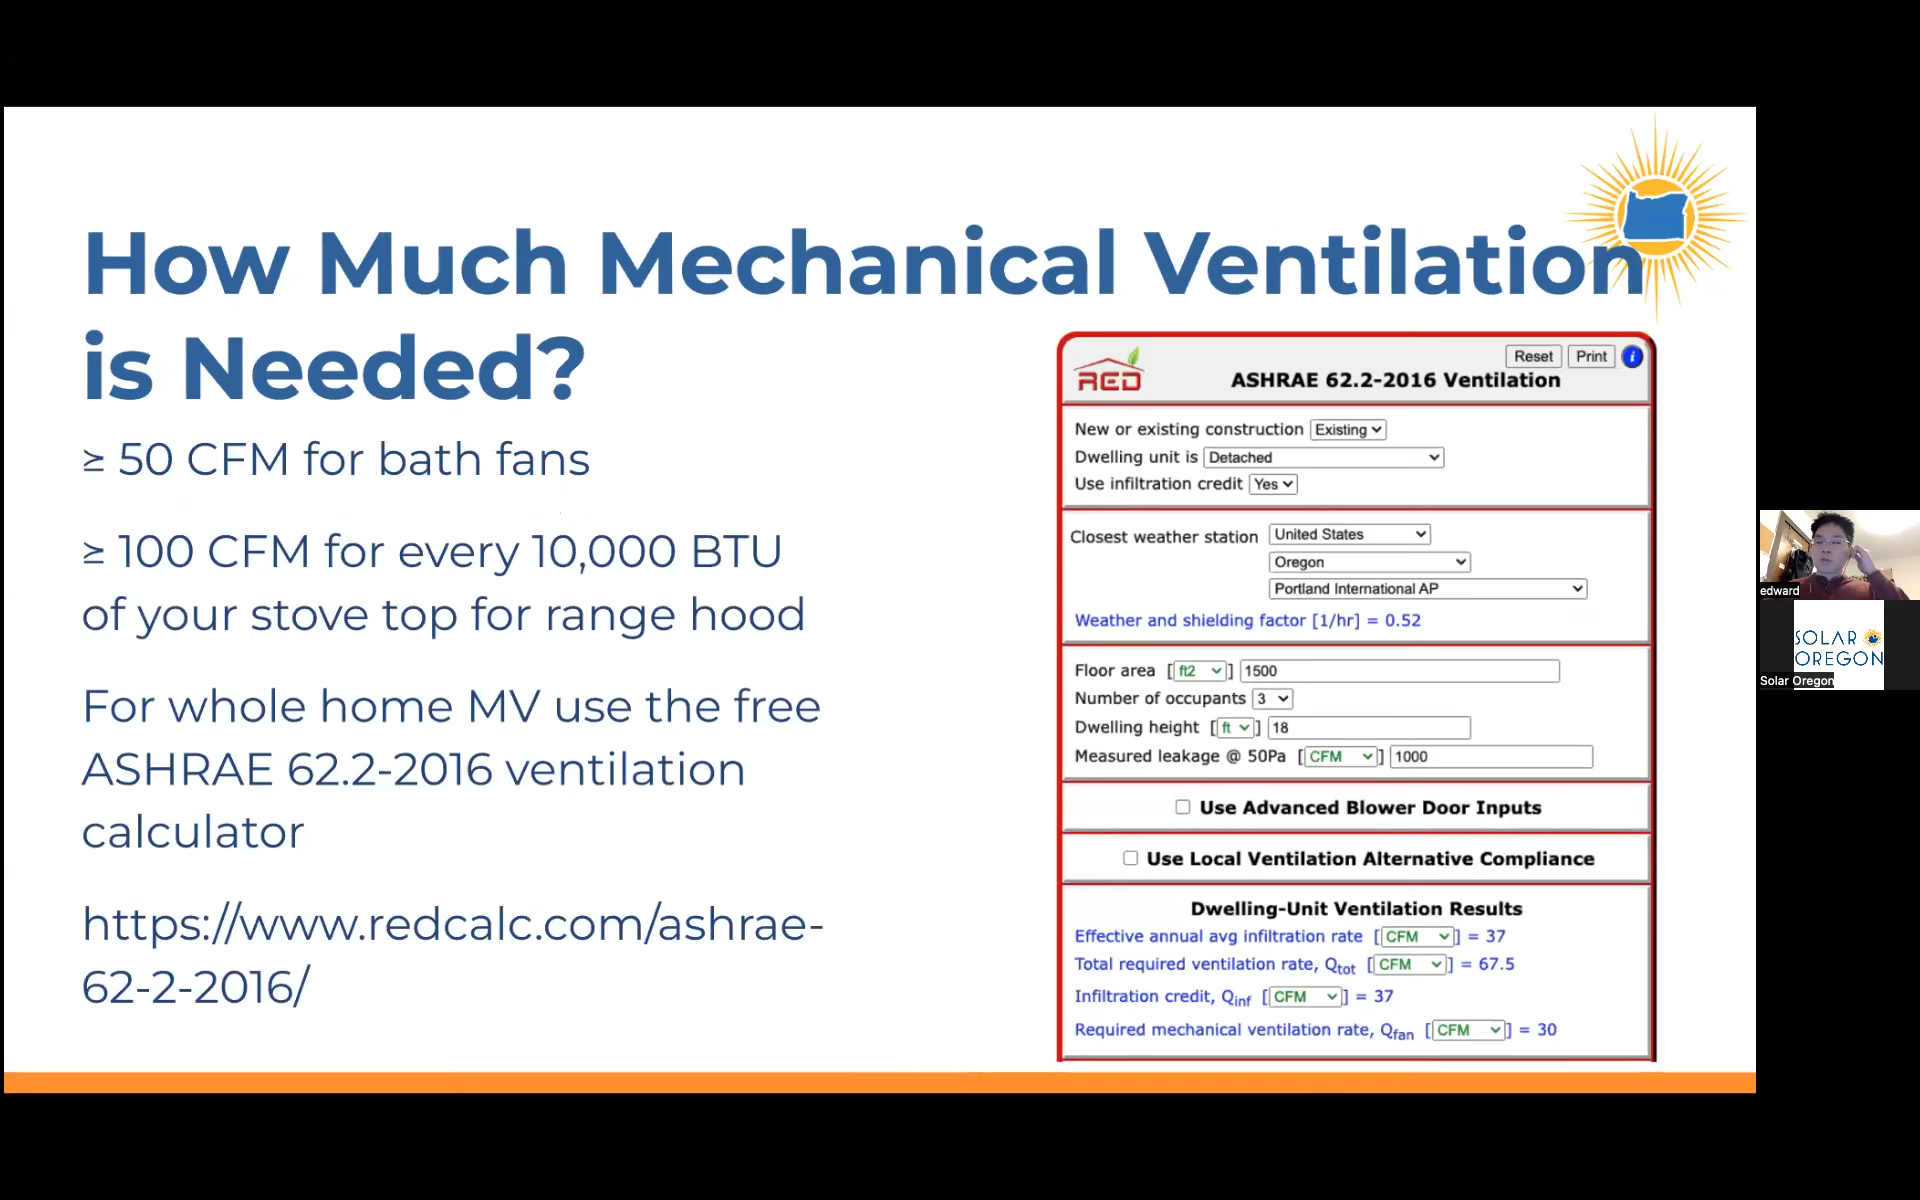 How Much Mechanical Ventilation
is Needed?
≥ 50 CFM for bath fans
≥ 100 CFM for every 10,000 BTU
of your stove top for range hood
For whole home MV use the free
ASHRAE 62.2-2016 ventilation
calculator
https://www.redcalc.com/ashrae-
62-2-2016/
RED
Reset Print i
ASHRAE 62.2-2016 Ventilation
New or existing construction Existing
Dwelling unit is Detached
Use infiltration credit Yes
Closest weather station United States
Oregon
Portland International AP
Weather and shielding factor [1/hr] = 0.52
Floor area [ft2] 1500
Number of occupants 3
Dwelling height [ft] 18
Measured leakage @ 50Pa [CFM] 1000
Use Advanced Blower Door Inputs
Use Local Ventilation Alternative Compliance
Dwelling-Unit Ventilation Results
Effective annual avg infiltration rate [CFM] = 37
Total required ventilation rate, Qtot [CFM] = 67.5
Infiltration credit, Qinf [CFM] = 37
Required mechanical ventilation rate, Qfan [CFM] = 30
edward
SOLAR
OREGON
Solar Oregon